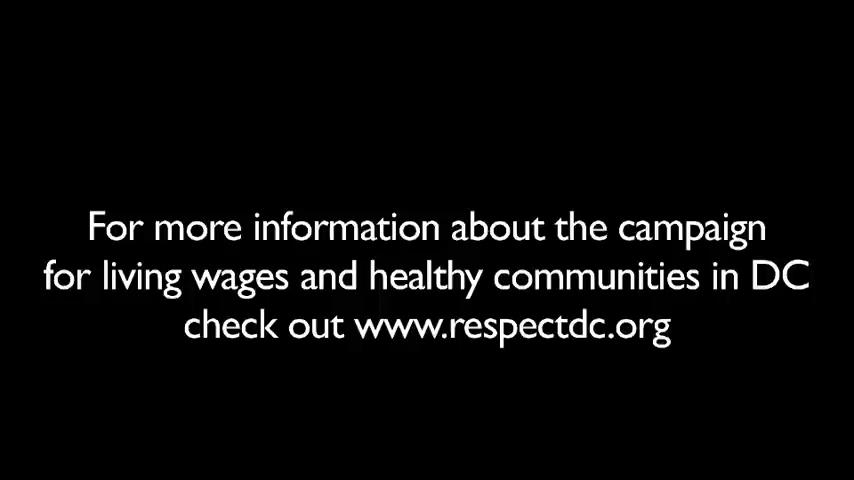 For more information about the campaign
for living wages and healthy communities in DC
check out www.respectdc.org